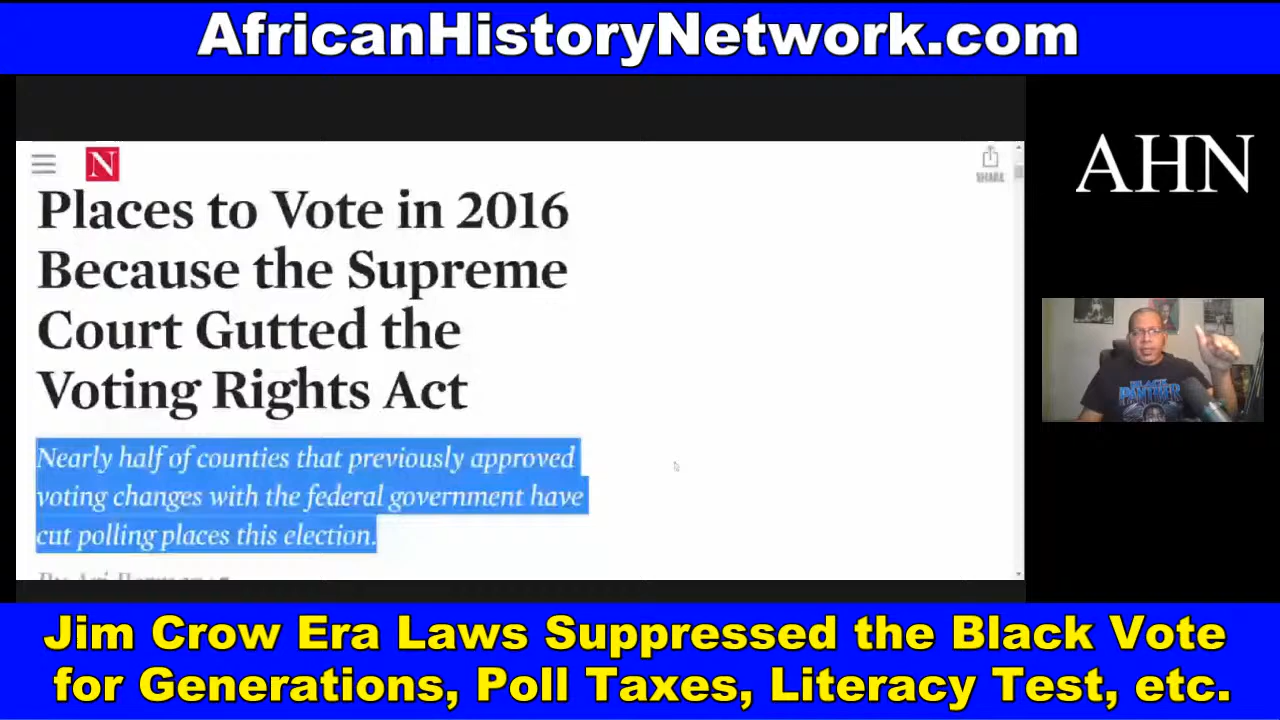 AfricanHistoryNetwork.com
N
SHARE
Places to Vote in 2016
Because the Supreme
Court Gutted the
Voting Rights Act
Nearly half of counties that previously approved
voting changes with the federal government have
cut polling places this election.
AHN
BLACK
PANTHER
Jim Crow Era Laws Suppressed the Black Vote
for Generations, Poll Taxes, Literacy Test, etc.